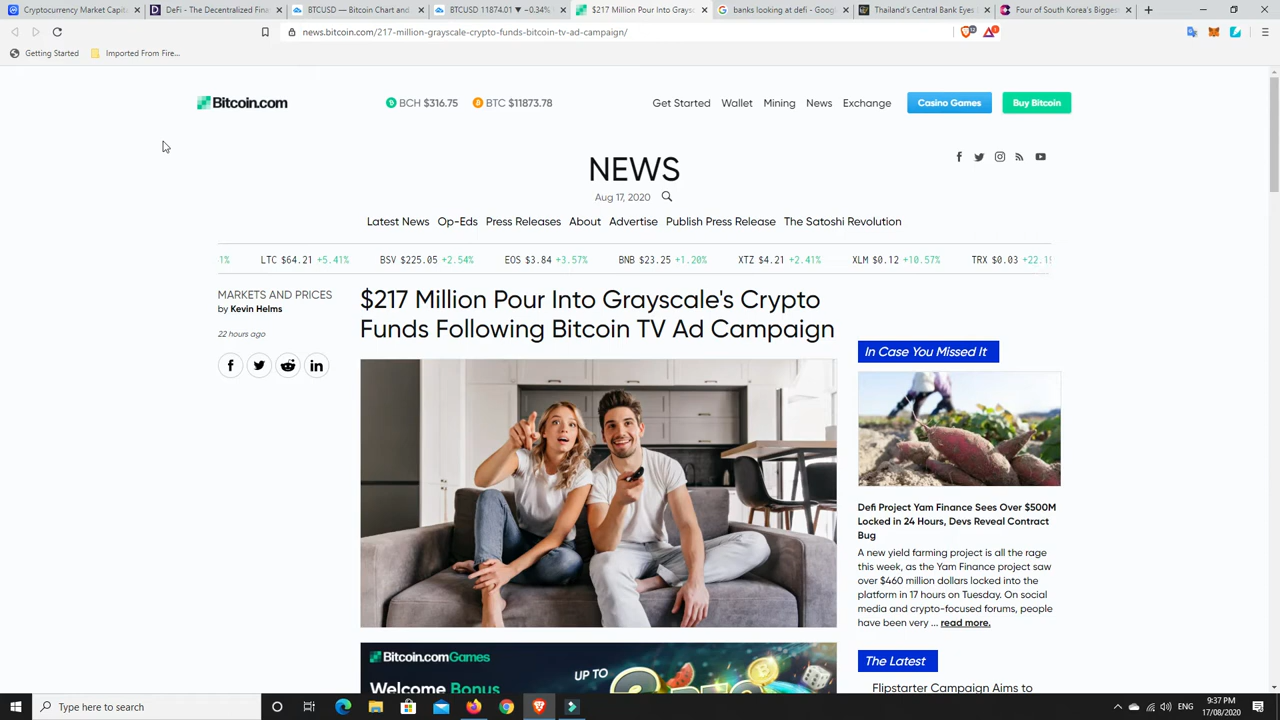 Cryptocurrency Market Capita
DeFi - The Decentralized Finan
BTCUSD — Bitcoin Chart and
BTCUSD 11874.01 ▼ −0.34%
$217 Million Pour Into Graysc
banks looking at defi - Googl
Thailand's Central Bank Eyes
Four of South Korea's Biggest
news.bitcoin.com/217-million-grayscale-crypto-funds-bitcoin-tv-ad-campaign/
Getting Started
Imported From Fire...
Bitcoin.com
BCH $316.75
BTC $11873.78
Get Started
Wallet
Mining
News
Exchange
Casino Games
Buy Bitcoin
NEWS
Aug 17, 2020
Latest News
Op-Eds
Press Releases
About
Advertise
Publish Press Release
The Satoshi Revolution
1%
LTC $64.21 +5.41%
BSV $225.05 +2.54%
EOS $3.84 +3.57%
BNB $23.25 +1.20%
XTZ $4.21 +2.41%
XLM $0.12 +10.57%
TRX $0.03
MARKETS AND PRICES
by Kevin Helms
22 hours ago
$217 Million Pour Into Grayscale's Crypto
Funds Following Bitcoin TV Ad Campaign
In Case You Missed It
Defi Project Yam Finance Sees Over $500M
Locked in 24 Hours, Devs Reveal Contract
Bug
A new yield farming project is all the rage
this week, as the Yam Finance project saw
over $460 million dollars locked into the
platform in 17 hours on Tuesday. On social
media and crypto-focused forums, people
have been very ... read more.
The Latest
Flipstarter Campaign Aims to
Bitcoin.comGames
Welcome Bonus
UP TO
Type here to search
ENG
9:37 PM
17/08/2020